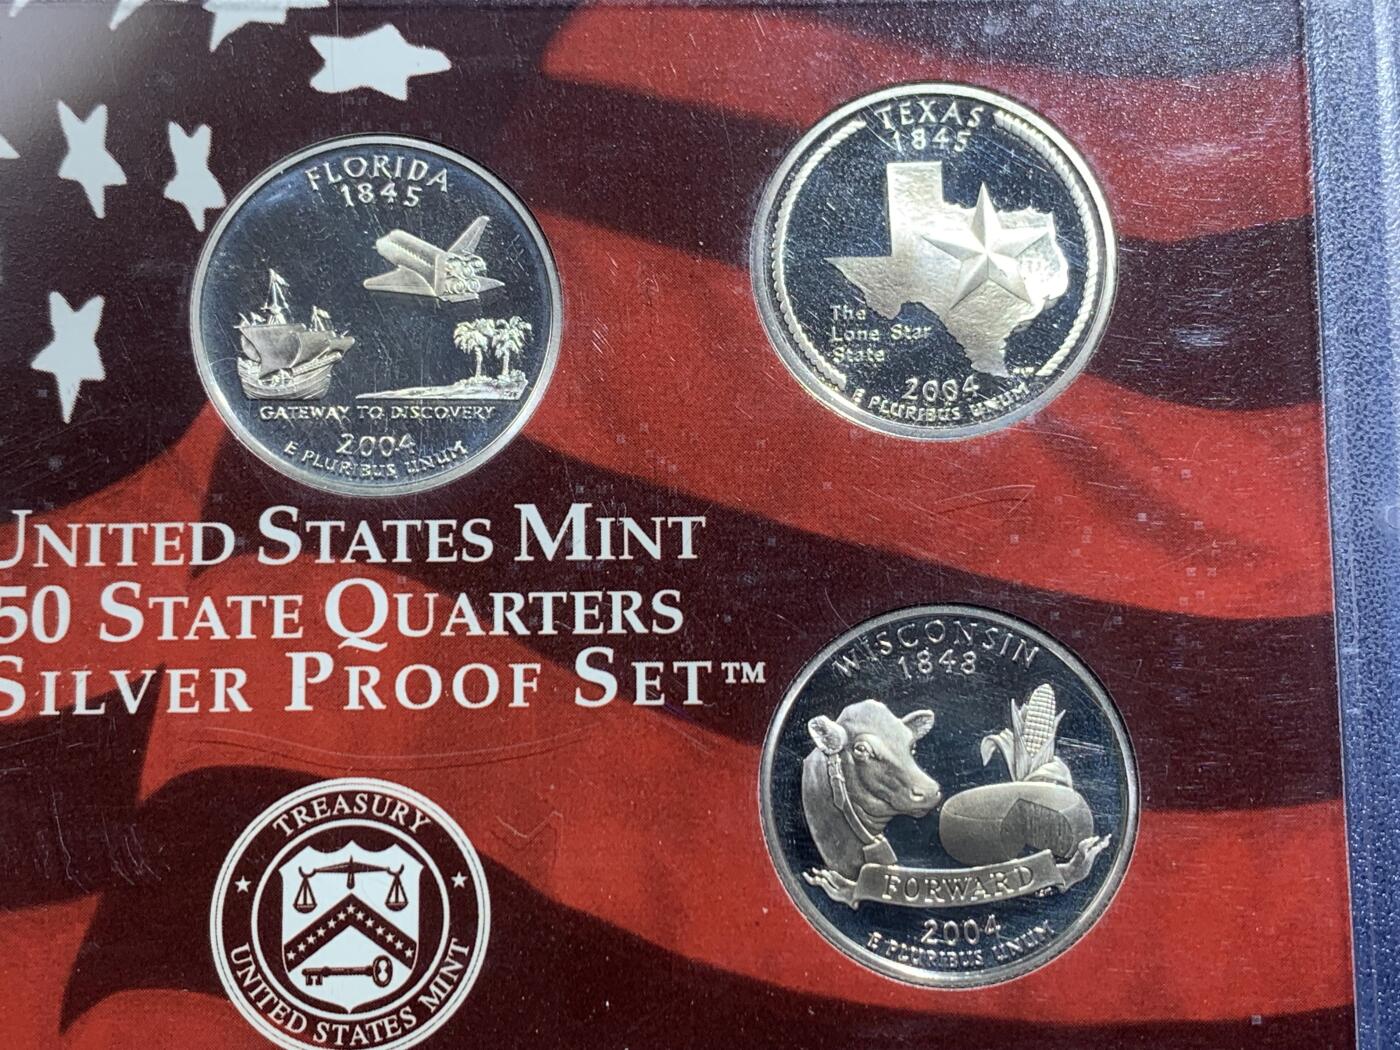 FLORIDA
1845
GATEWAY TO DISCOVERY
2004
E PLURIBUS UNUM
TEXAS
1845
The
Lone Star
State
2004
E PLURIBUS UNUM
UNITED STATES MINT
50 STATE QUARTERS
SILVER PROOF SET™
WISCONSIN
1848
FORWARD
2004
E PLURIBUS UNUM
TREASURY
UNITED STATES MINT